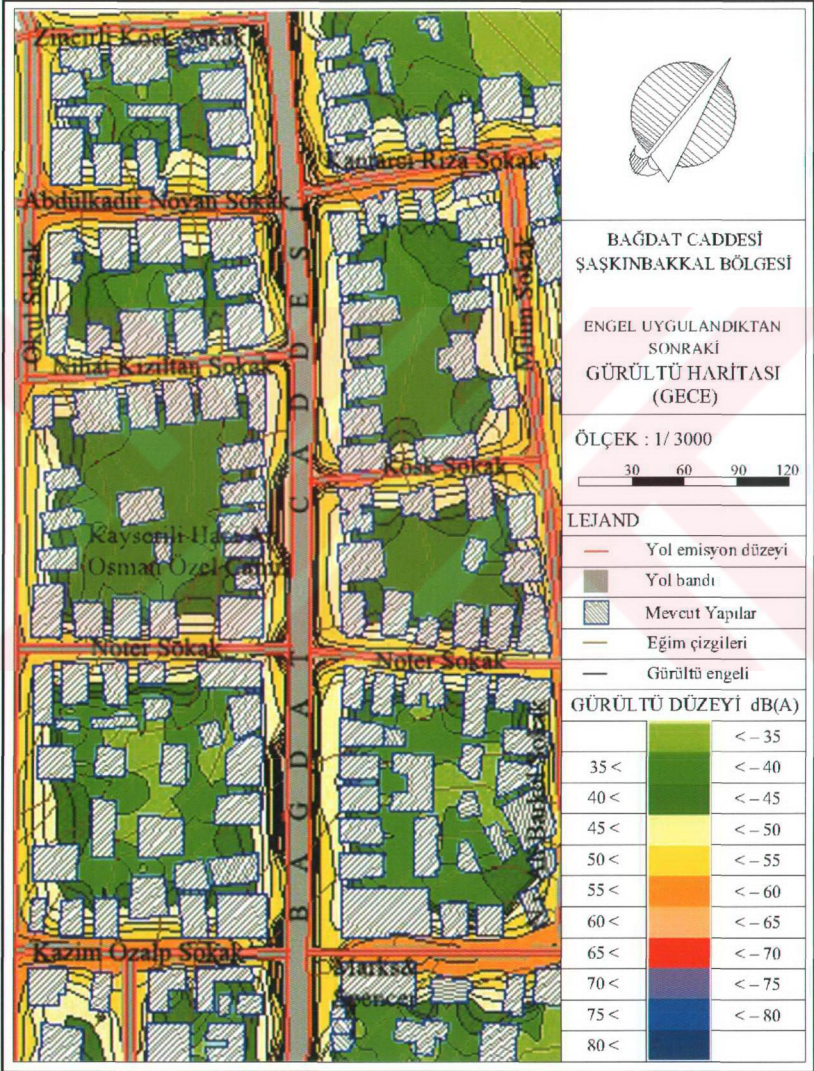 Zincirli Köşk Sokak
Kantarcı Rıza Sokak
Abdülkadir Noyan Sokak
Okul Sokak
Mülim Sokak
Nihat Kızıltan Sokak
Köşk Sokak
Kayserili Hacı Ali
Osman Özel Camii
Noter Sokak
Noter Sokak
BAGDAT CADDESI
Kazim Özalp Sokak
Marks&
Spencer
BAĞDAT CADDESİ
ŞAŞKINBAKKAL BÖLGESİ
ENGEL UYGULANDIKTAN
SONRAKİ
GÜRÜLTÜ HARİTASI
(GECE)
ÖLÇEK : 1/ 3000
30 60 90 120
LEJAND
Yol emisyon düzeyi
Yol bandı
Mevcut Yapılar
Eğim çizgileri
Gürültü engeli
GÜRÜLTÜ DÜZEYİ dB(A)
< – 35
35 < < – 40
40 < < – 45
45 < < – 50
50 < < – 55
55 < < – 60
60 < < – 65
65 < < – 70
70 < < – 75
75 < < – 80
80 <